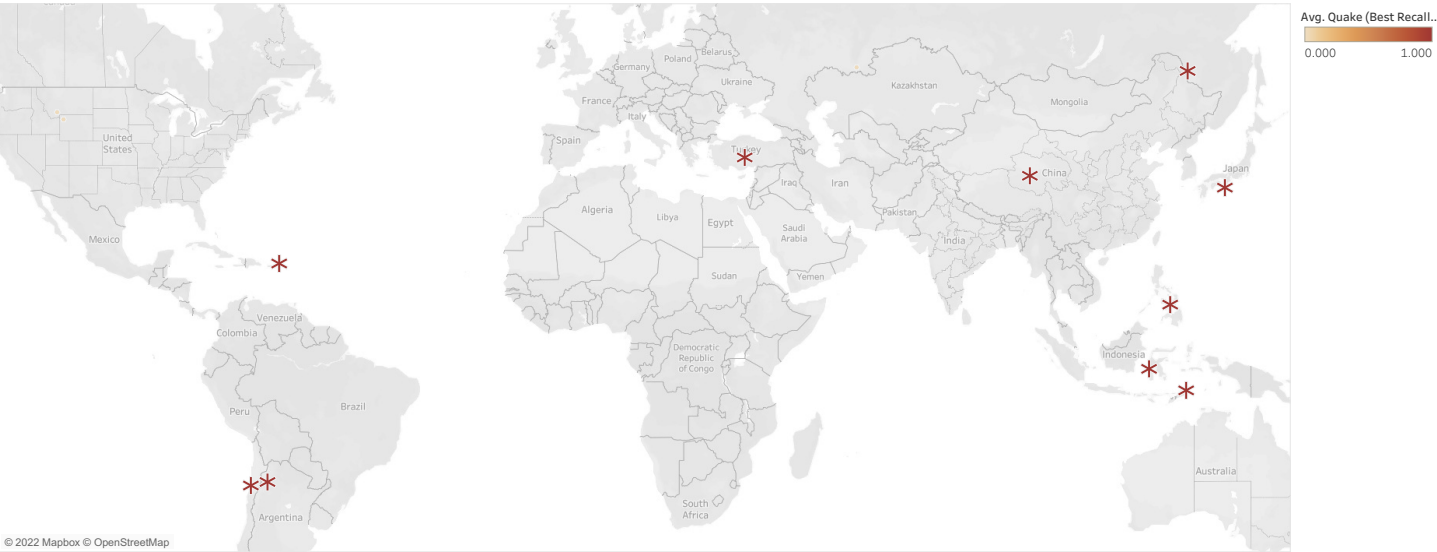 Avg. Quake (Best Recall..
0.000 1.000
Belarus
Poland
Germany
Ukraine
Kazakhstan
France
Mongolia
Italy
United
States
Spain
Turkey
Japan
China
Iraq
Iran
Algeria
Libya
Egypt
Pakistan
Mexico
Saudi
Arabia
India
Sudan
Yemen
Venezuela
Colombia
Democratic
Republic
of Congo
Indonesia
Peru
Brazil
Australia
South
Africa
Argentina
© 2022 Mapbox © OpenStreetMap